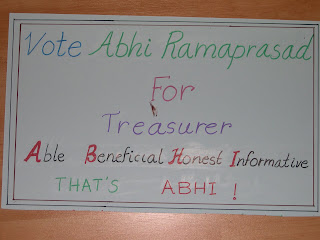 Vote Abhi Ramaprasad
For
Treasurer
Able Beneficial Honest Informative
THAT'S ABHI !